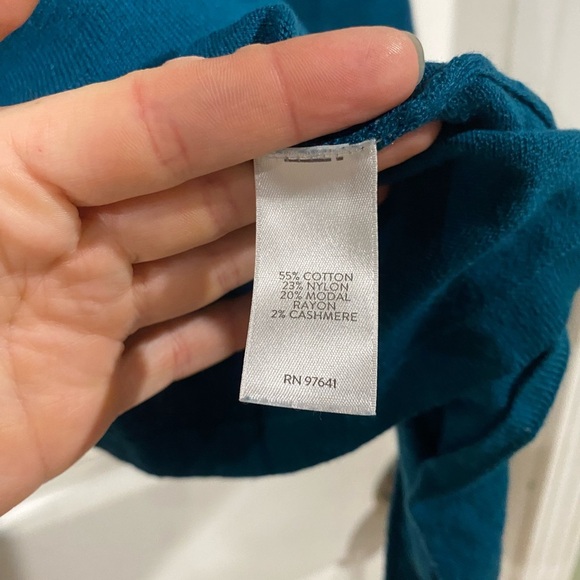 55% COTTON
23% NYLON
20% MODAL
RAYON
2% CASHMERE
RN 97641